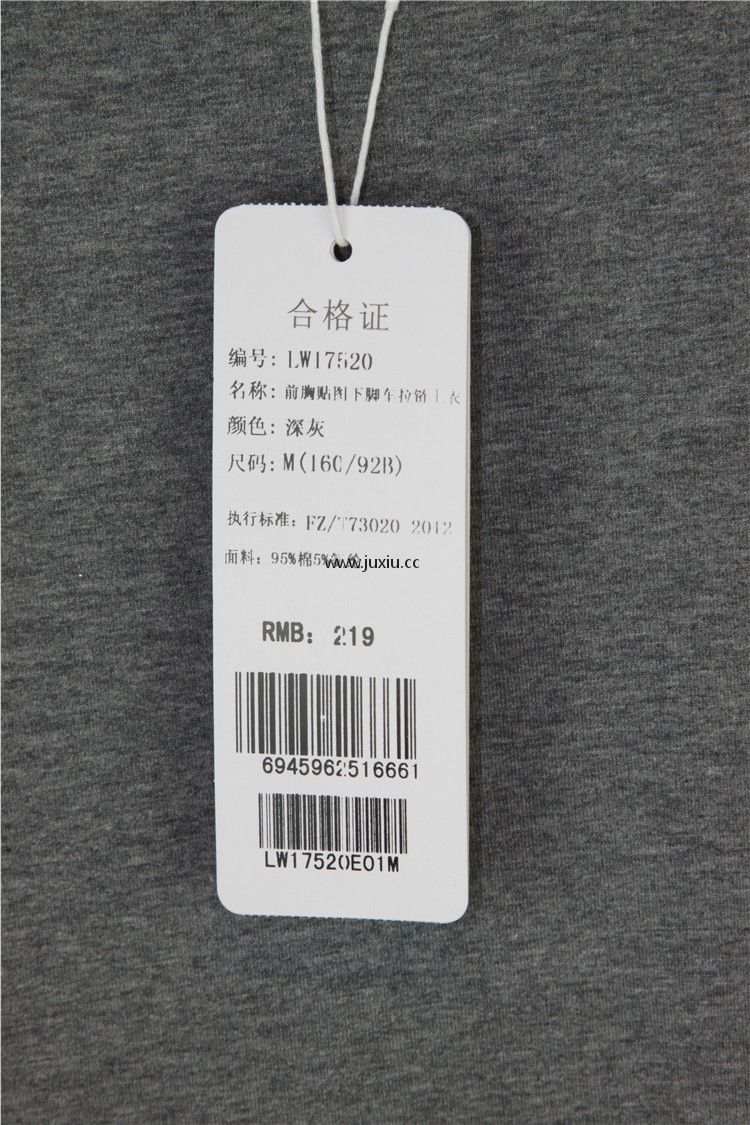 合格证
编号: LW17520
名称: 前胸贴图下脚车拉链上衣
颜色: 深灰
尺码: M(160/92B)
执行标准: FZ/T73020 2012
面料: 95%棉5%
www.juxiu.cc
RMB: 219
6945962516661
LW17520E01M